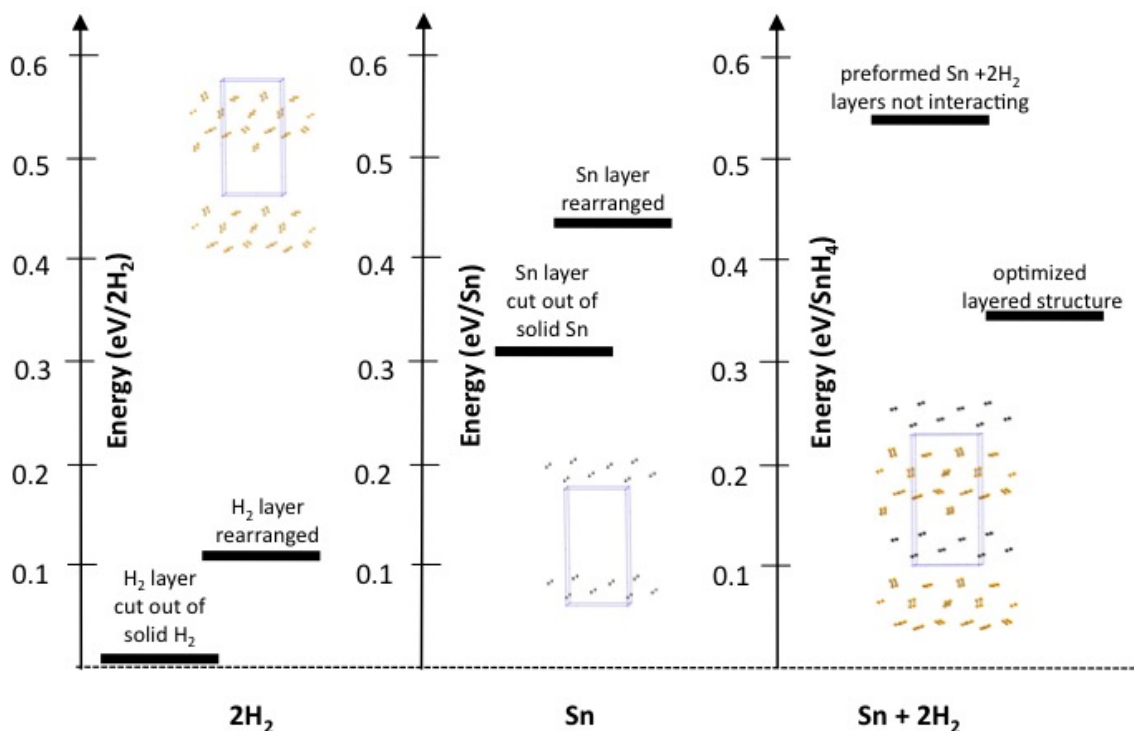 0.6
0.5
0.4
0.3
0.2
0.1
Energy (eV/2H₂)
H₂ layer
rearranged
H₂ layer
cut out of
solid H₂
2H₂
0.6
0.5
0.4
0.3
0.2
0.1
Energy (eV/Sn)
Sn layer
rearranged
Sn layer
cut out of
solid Sn
Sn
0.6
0.5
0.4
0.3
0.2
0.1
Energy (eV/SnH₄)
preformed Sn +2H₂
layers not interacting
optimized
layered structure
Sn + 2H₂